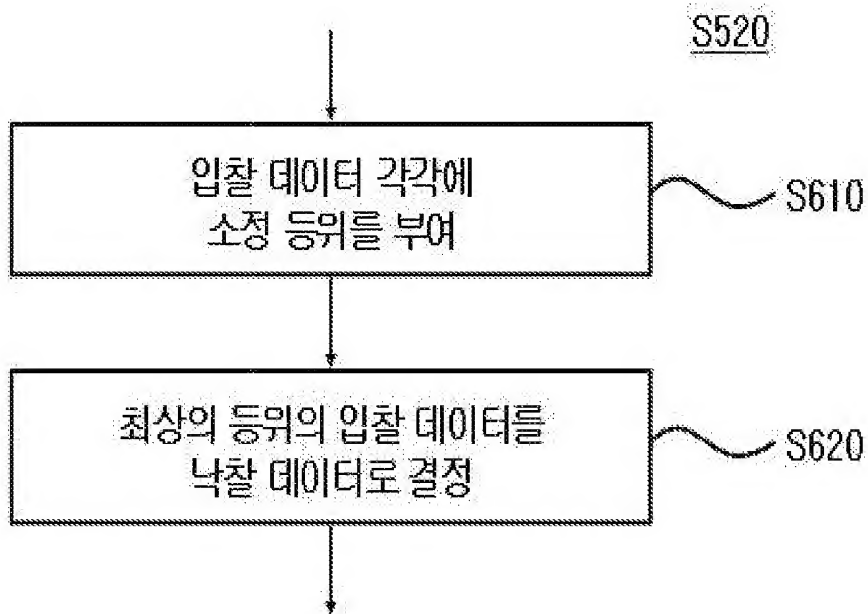 S520
입찰 데이터 각각에
소정 등위를 부여
S610
최상의 등위의 입찰 데이터를
낙찰 데이터로 결정
S620